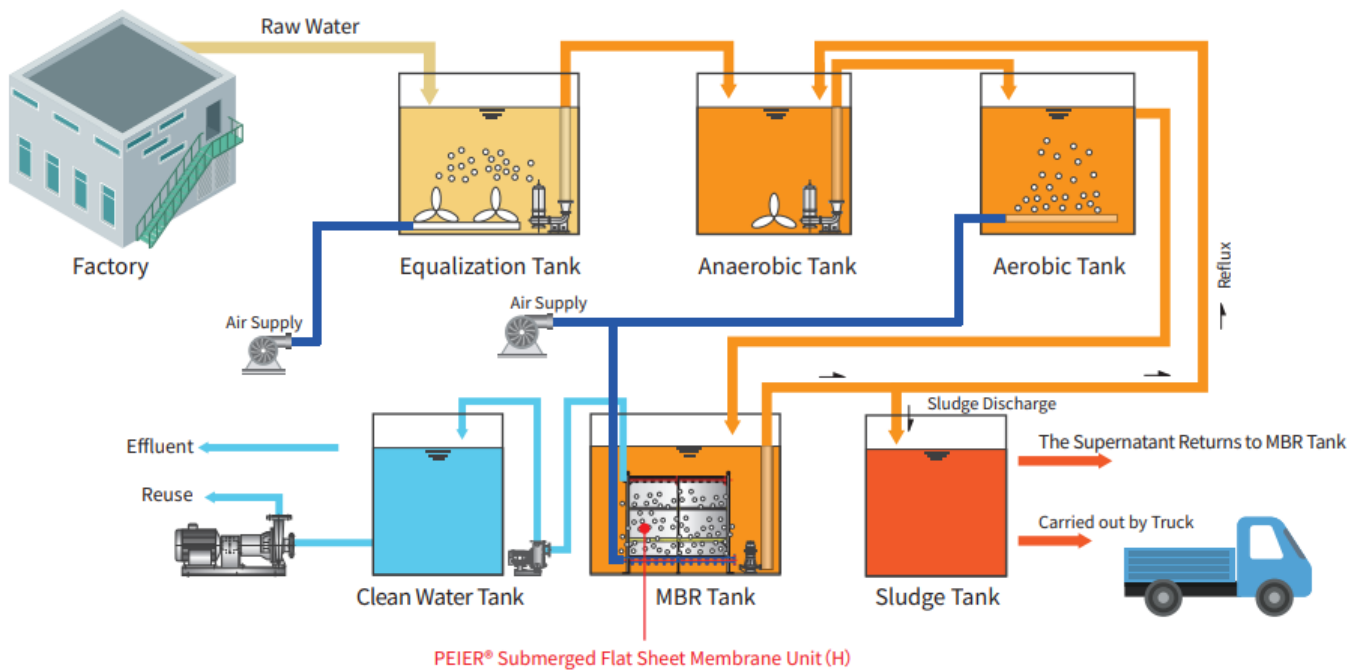 Raw Water
Factory
Equalization Tank
Anaerobic Tank
Aerobic Tank
Reflux
Air Supply
Air Supply
Sludge Discharge
Effluent
Reuse
The Supernatant Returns to MBR Tank
Carried out by Truck
Clean Water Tank
MBR Tank
Sludge Tank
PEIER® Submerged Flat Sheet Membrane Unit (H)